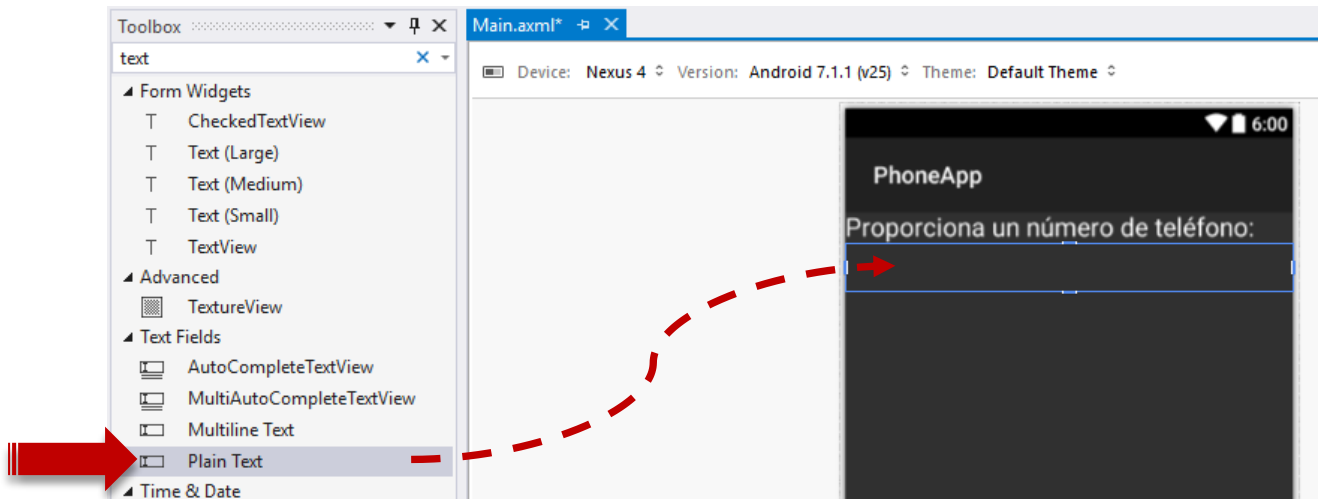 Toolbox
text
Form Widgets
CheckedTextView
Text (Large)
Text (Medium)
Text (Small)
TextView
Advanced
TextureView
Text Fields
AutoCompleteTextView
MultiAutoCompleteTextView
Multiline Text
Plain Text
Time & Date
Main.axml*
Device: Nexus 4 Version: Android 7.1.1 (v25) Theme: Default Theme
6:00
PhoneApp
Proporciona un número de teléfono: